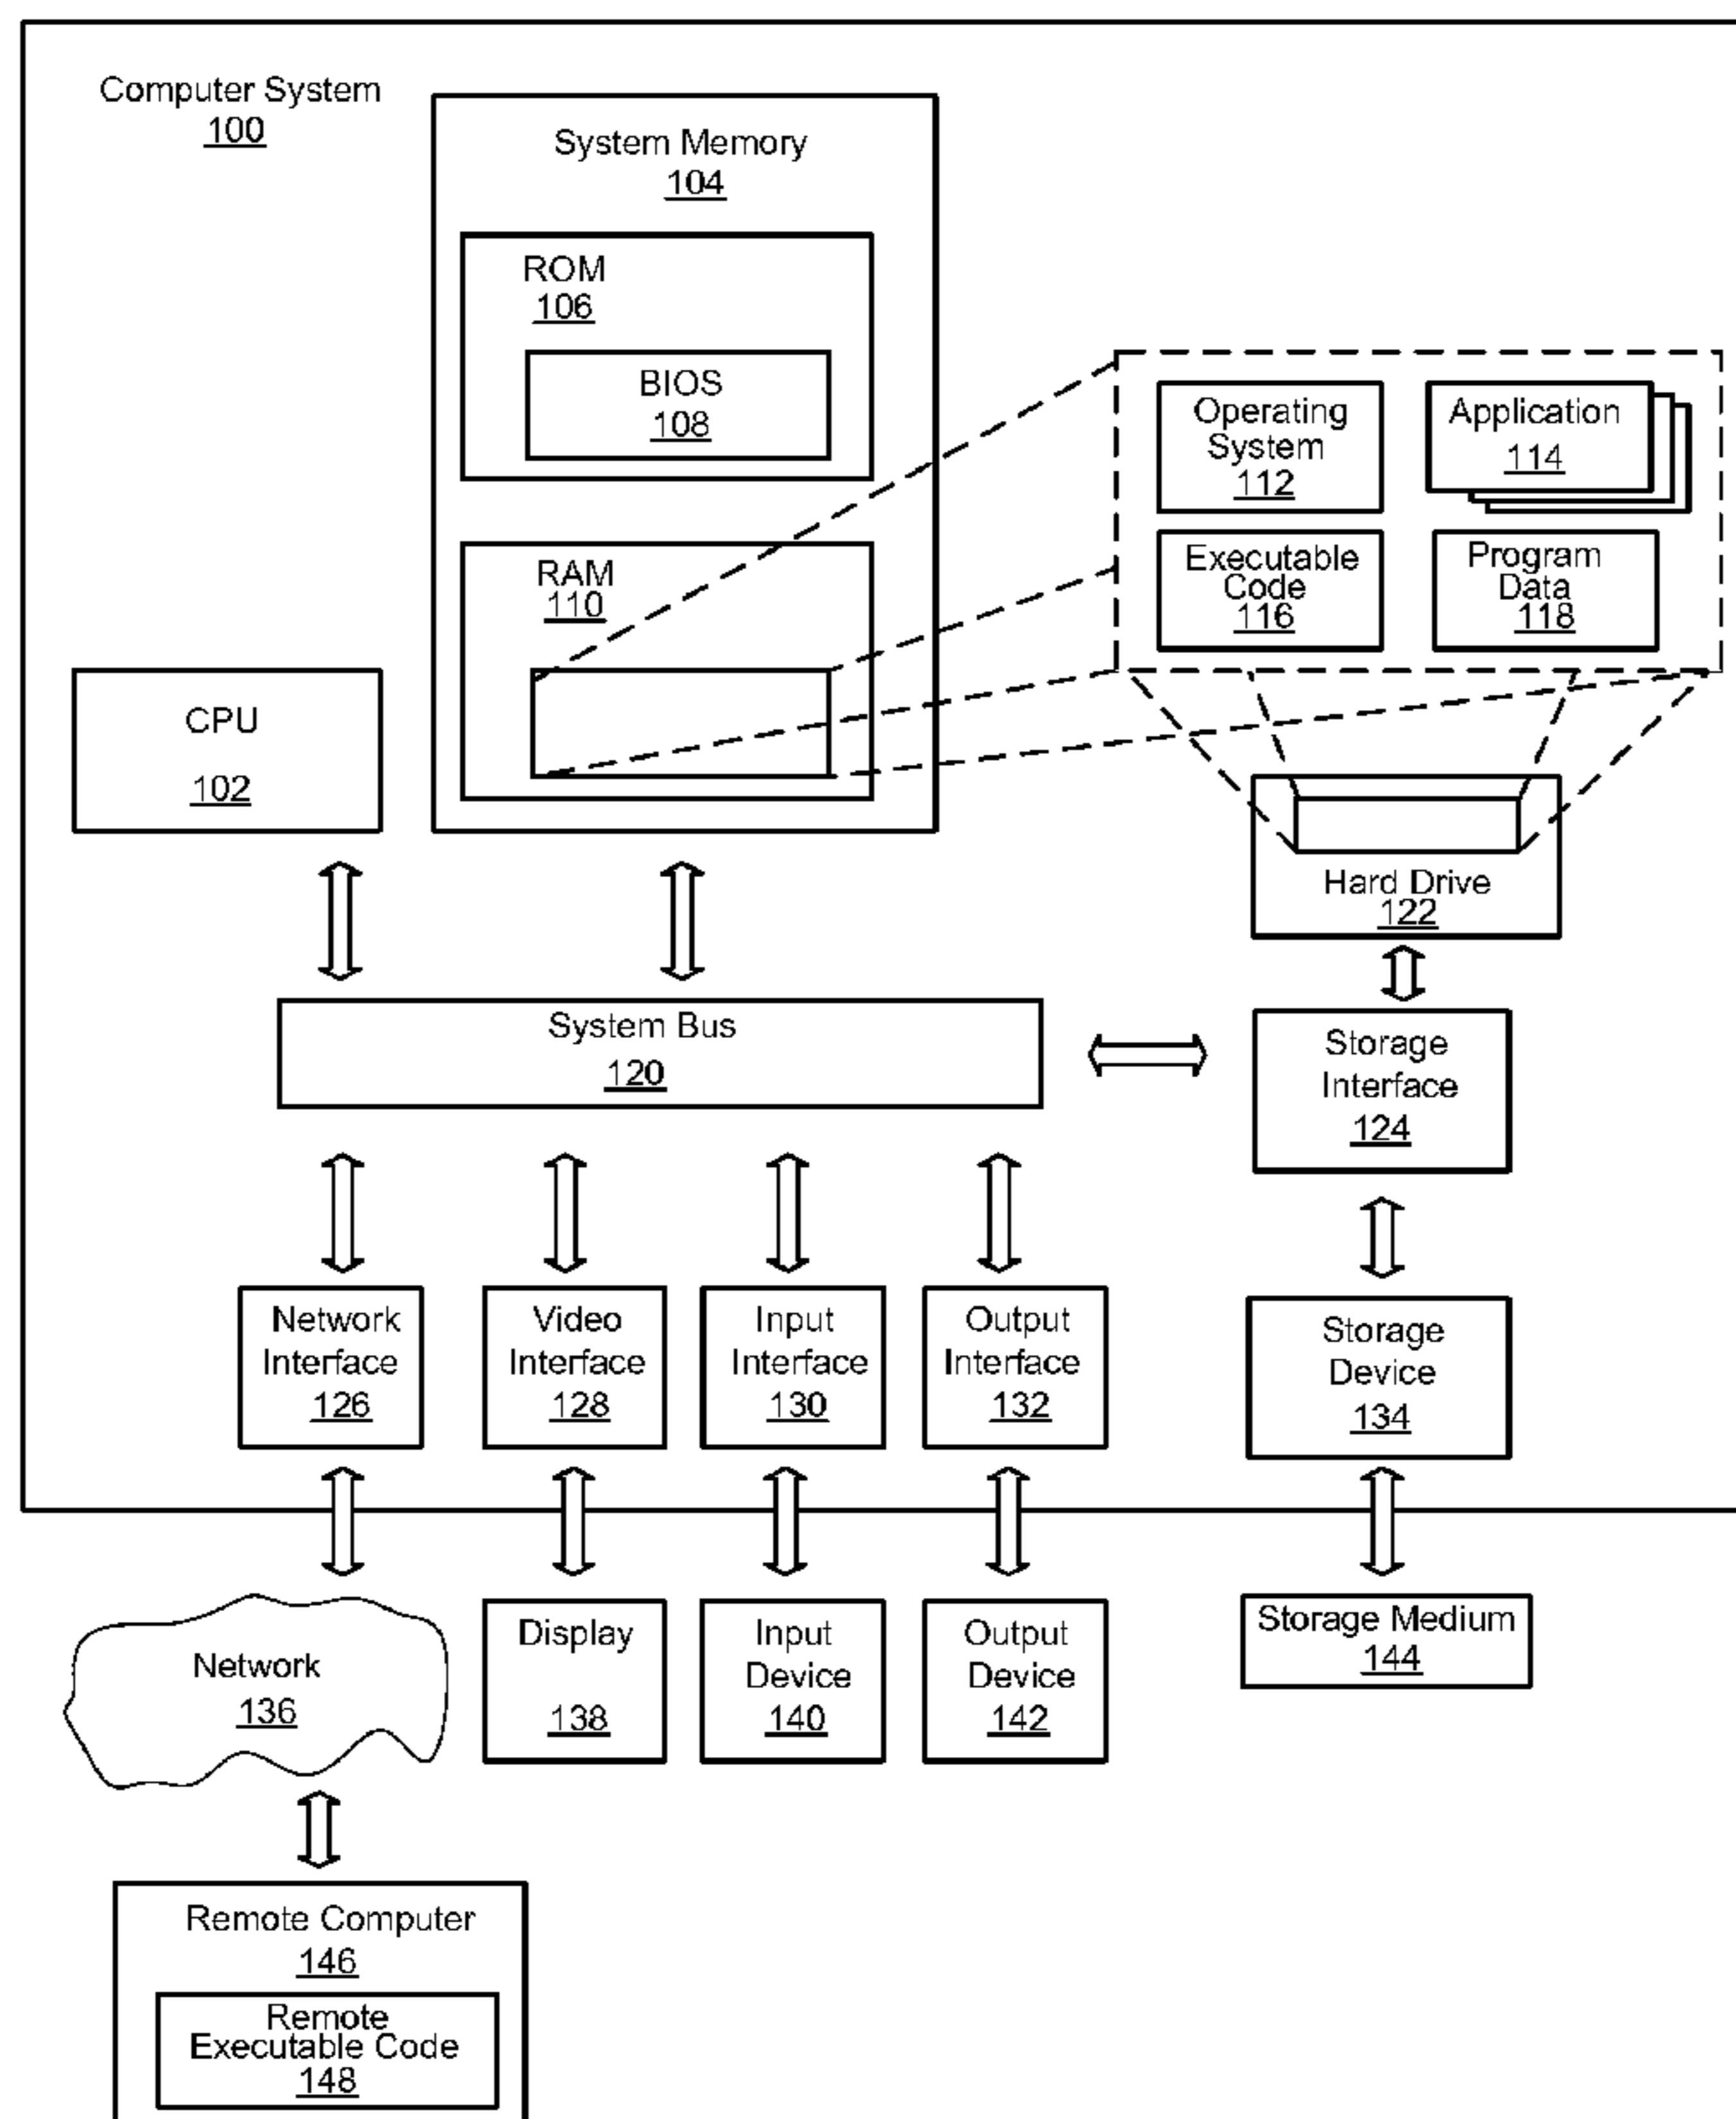 Computer System
100
System Memory
104
ROM
106
BIOS
108
RAM
110
Operating
System
112
Application
114
Executable
Code
116
Program
Data
118
CPU
102
Hard Drive
122
System Bus
120
Storage
Interface
124
Network
Interface
126
Video
Interface
128
Input
Interface
130
Output
Interface
132
Storage
Device
134
Network
136
Display
138
Input
Device
140
Output
Device
142
Storage Medium
144
Remote Computer
146
Remote
Executable Code
148